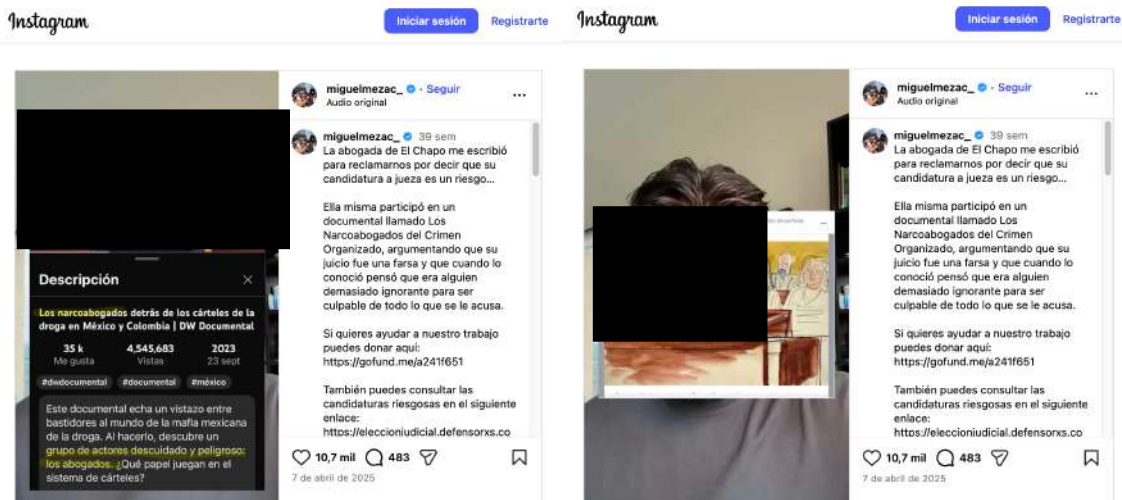 Instagram
Iniciar sesión
Registrarte
miguelmezac_ · Seguir
Audio original
miguelmezac_ 39 sem
La abogada de El Chapo me escribió
para reclamarnos por decir que su
candidatura a jueza es un riesgo...
Ella misma participó en un
documental llamado Los
Narcoabogados del Crimen
Organizado, argumentando que su
juicio fue una farsa y que cuando lo
conoció pensó que era alguien
demasiado ignorante para ser
culpable de todo lo que se le acusa.
Si quieres ayudar a nuestro trabajo
puedes donar aquí:
https://gofund.me/a241f651
También puedes consultar las
candidaturas riesgosas en el siguiente
enlace:
https://eleccionjudicial.defensorxs.co
10,7 mil 483
7 de abril de 2025
Descripción
Los narcoabogados detrás de los cárteles de la
droga en México y Colombia | DW Documental
35 k 4,545,683 2023
Me gusta Vistas 23 sept
#dwdocumental #documental #méxico
Este documental echa un vistazo entre
bastidores al mundo de la mafia mexicana
de la droga. Al hacerlo, descubre un
grupo de actores descuidado y peligroso:
los abogados. ¿Qué papel juegan en el
sistema de cárteles?
Instagram
Iniciar sesión
Registrarte
miguelmezac_ · Seguir
Audio original
miguelmezac_ 39 sem
La abogada de El Chapo me escribió
para reclamarnos por decir que su
candidatura a jueza es un riesgo...
Ella misma participó en un
documental llamado Los
Narcoabogados del Crimen
Organizado, argumentando que su
juicio fue una farsa y que cuando lo
conoció pensó que era alguien
demasiado ignorante para ser
culpable de todo lo que se le acusa.
Si quieres ayudar a nuestro trabajo
puedes donar aquí:
https://gofund.me/a241f651
También puedes consultar las
candidaturas riesgosas en el siguiente
enlace:
https://eleccionjudicial.defensorxs.co
10,7 mil 483
7 de abril de 2025